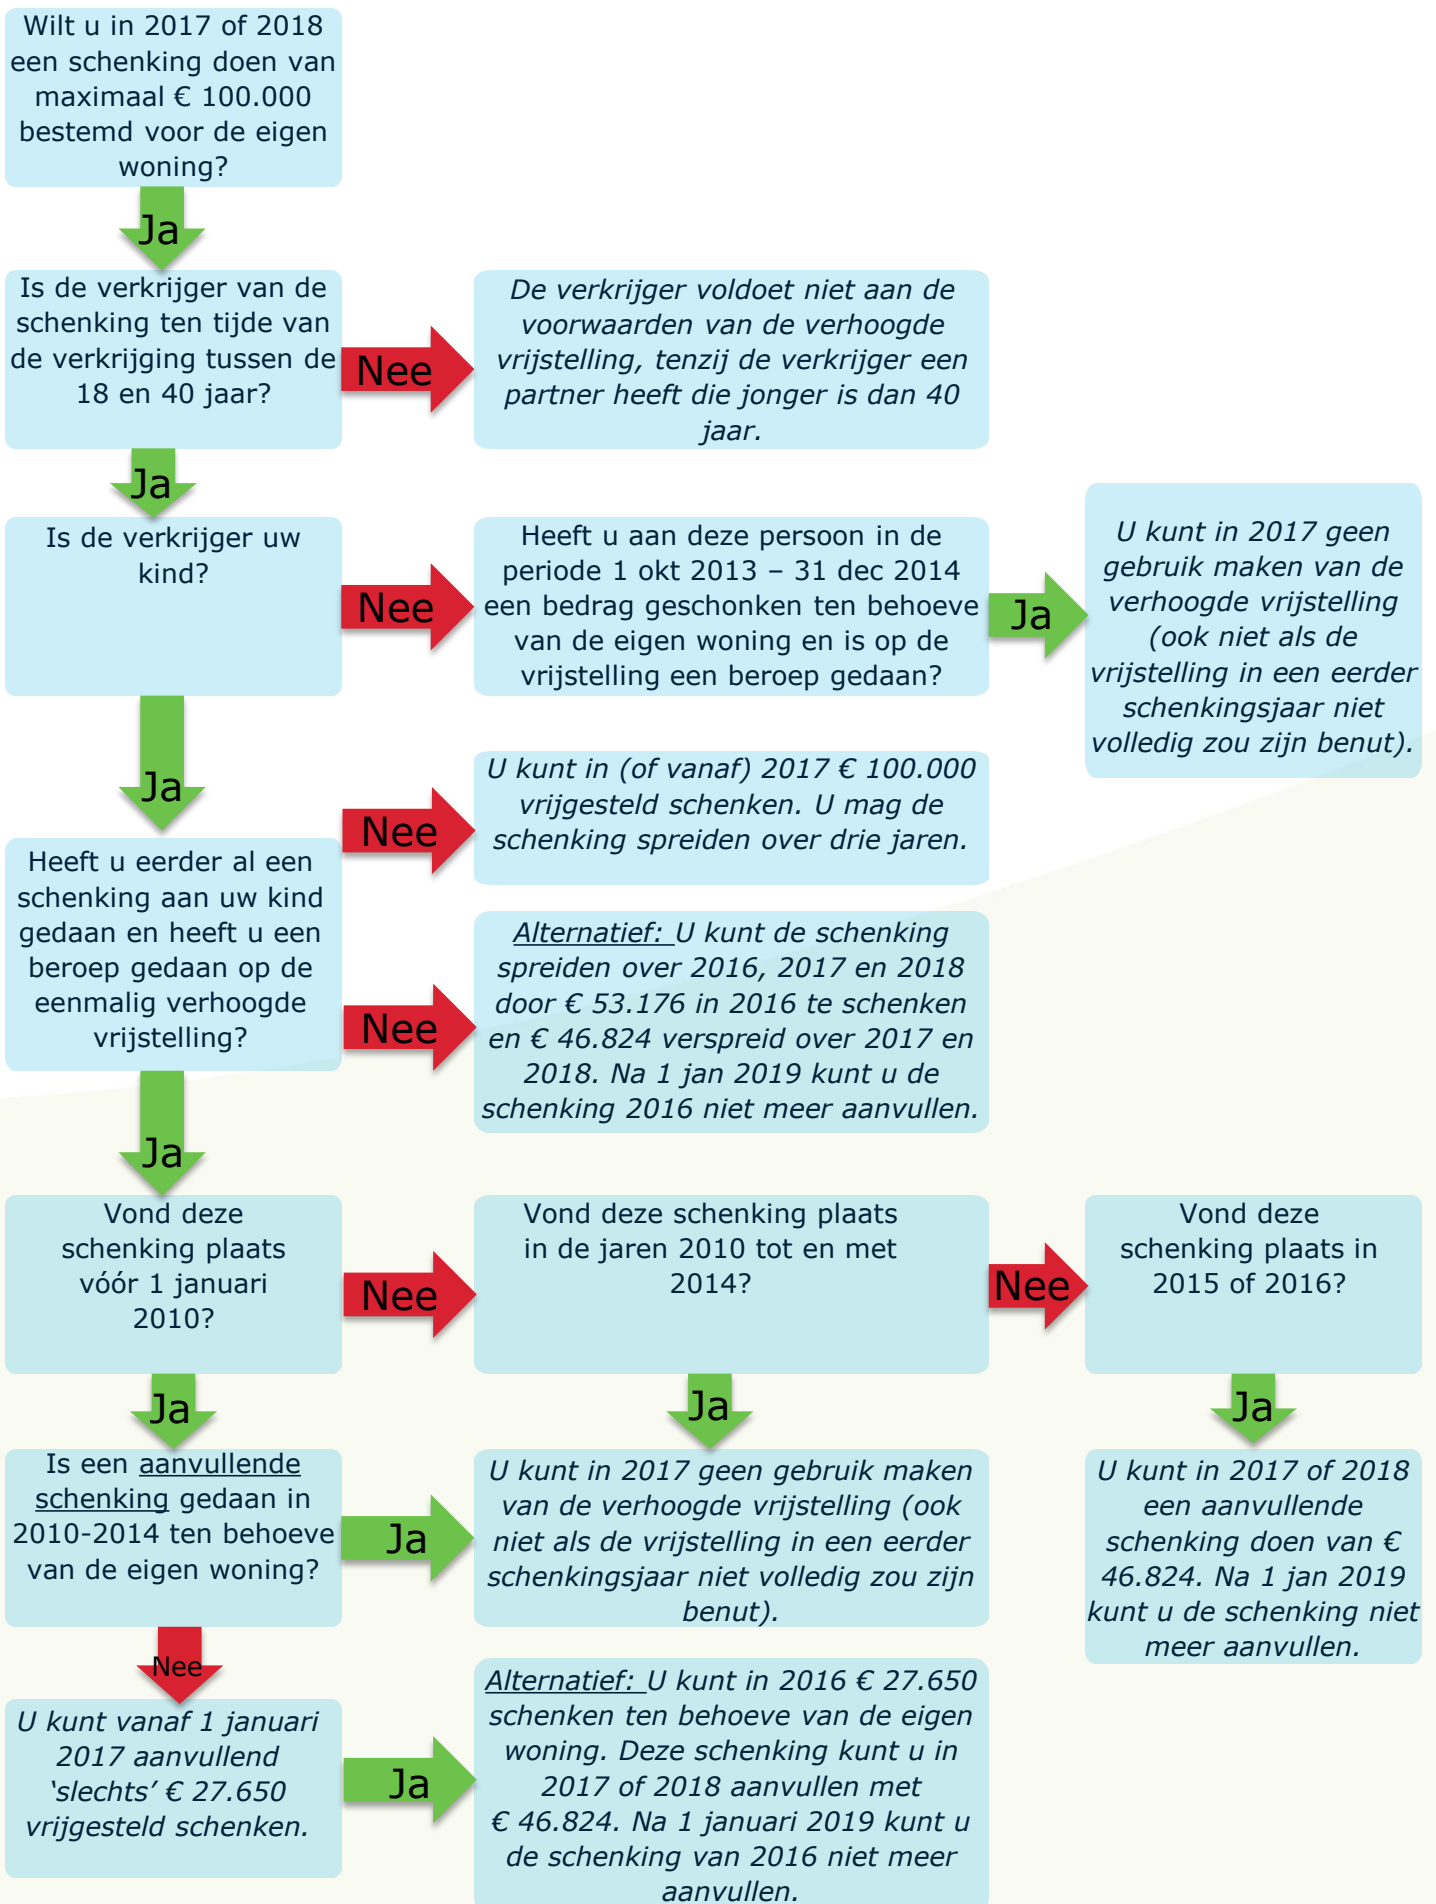 Wilt u in 2017 of 2018
een schenking doen van
maximaal € 100.000
bestemd voor de eigen
woning?
Ja
Is de verkrijger van de
schenking ten tijde van
de verkrijging tussen de
18 en 40 jaar?
Nee
De verkrijger voldoet niet aan de
voorwaarden van de verhoogde
vrijstelling, tenzij de verkrijger een
partner heeft die jonger is dan 40
jaar.
Ja
Is de verkrijger uw
kind?
Nee
Heeft u aan deze persoon in de
periode 1 okt 2013 – 31 dec 2014
een bedrag geschonken ten behoeve
van de eigen woning en is op de
vrijstelling een beroep gedaan?
Ja
U kunt in 2017 geen
gebruik maken van de
verhoogde vrijstelling
(ook niet als de
vrijstelling in een eerder
schenkingsjaar niet
volledig zou zijn benut).
Ja
Heeft u eerder al een
schenking aan uw kind
gedaan en heeft u een
beroep gedaan op de
eenmalig verhoogde
vrijstelling?
Nee
U kunt in (of vanaf) 2017 € 100.000
vrijgesteld schenken. U mag de
schenking spreiden over drie jaren.
Nee
Alternatief: U kunt de schenking
spreiden over 2016, 2017 en 2018
door € 53.176 in 2016 te schenken
en € 46.824 verspreid over 2017 en
2018. Na 1 jan 2019 kunt u de
schenking 2016 niet meer aanvullen.
Ja
Vond deze
schenking plaats
vóór 1 januari
2010?
Nee
Vond deze schenking plaats
in de jaren 2010 tot en met
2014?
Nee
Vond deze
schenking plaats in
2015 of 2016?
Ja
Ja
Ja
Is een aanvullende
schenking gedaan in
2010-2014 ten behoeve
van de eigen woning?
Ja
U kunt in 2017 geen gebruik maken
van de verhoogde vrijstelling (ook
niet als de vrijstelling in een eerder
schenkingsjaar niet volledig zou zijn
benut).
U kunt in 2017 of 2018
een aanvullende
schenking doen van €
46.824. Na 1 jan 2019
kunt u de schenking niet
meer aanvullen.
Nee
U kunt vanaf 1 januari
2017 aanvullend
‘slechts’ € 27.650
vrijgesteld schenken.
Ja
Alternatief: U kunt in 2016 € 27.650
schenken ten behoeve van de eigen
woning. Deze schenking kunt u in
2017 of 2018 aanvullen met
€ 46.824. Na 1 januari 2019 kunt u
de schenking van 2016 niet meer
aanvullen.